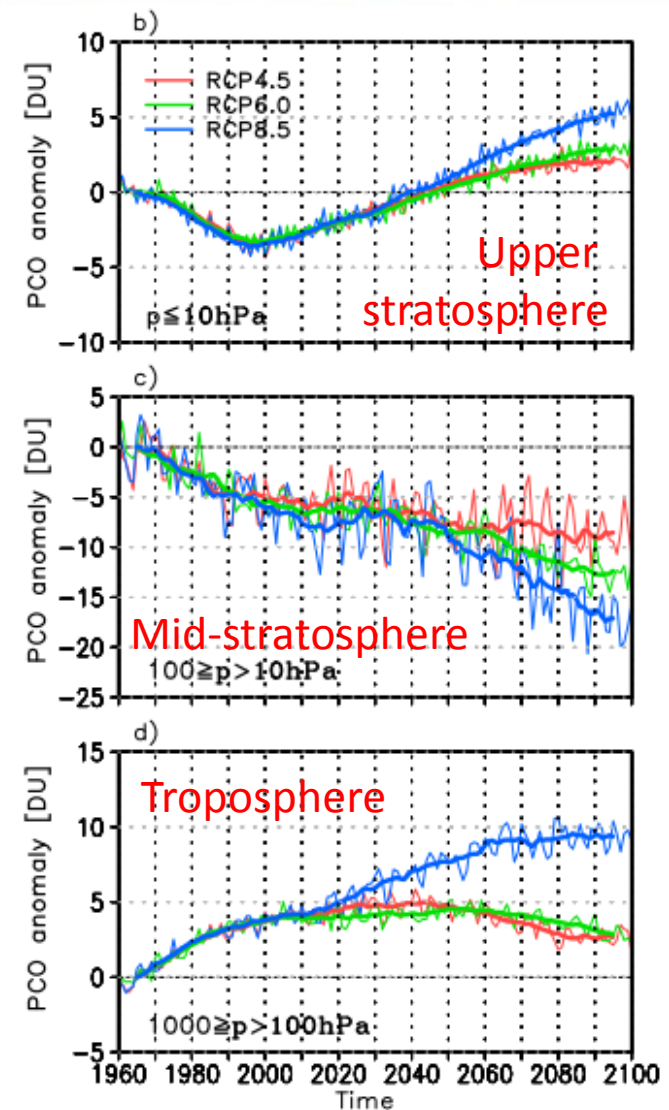 b)
PCO anomaly [DU]
10
5
0
−5
−10
RCP4.5
RCP6.0
RCP8.5
Upper
stratosphere
p≦10hPa
c)
PCO anomaly [DU]
5
0
−5
−10
−15
−20
−25
Mid-stratosphere
100≧p>10hPa
d)
PCO anomaly [DU]
15
10
5
0
−5
Troposphere
1000≧p>100hPa
1960 1980 2000 2020 2040 2060 2080 2100
Time